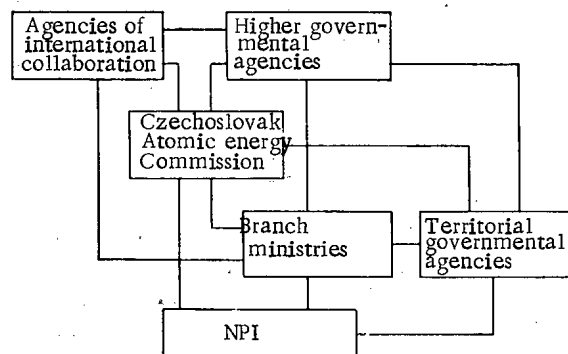 Agencies of
international
collaboration
Higher govern-
mental
agencies
Czechoslovak
Atomic energy
Commission
Branch
ministries
Territorial
governmental
agencies
NPI